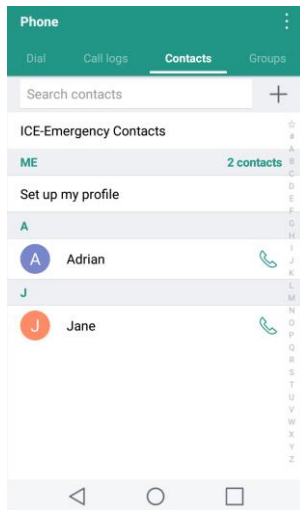 Phone
Dial Call logs Contacts Groups
Search contacts
ICE-Emergency Contacts
ME 2 contacts
Set up my profile
A
A Adrian
J
J Jane
#
A
B
C
D
E
F
G
H
I
J
K
L
M
N
O
P
Q
R
S
T
U
V
W
X
Y
Z